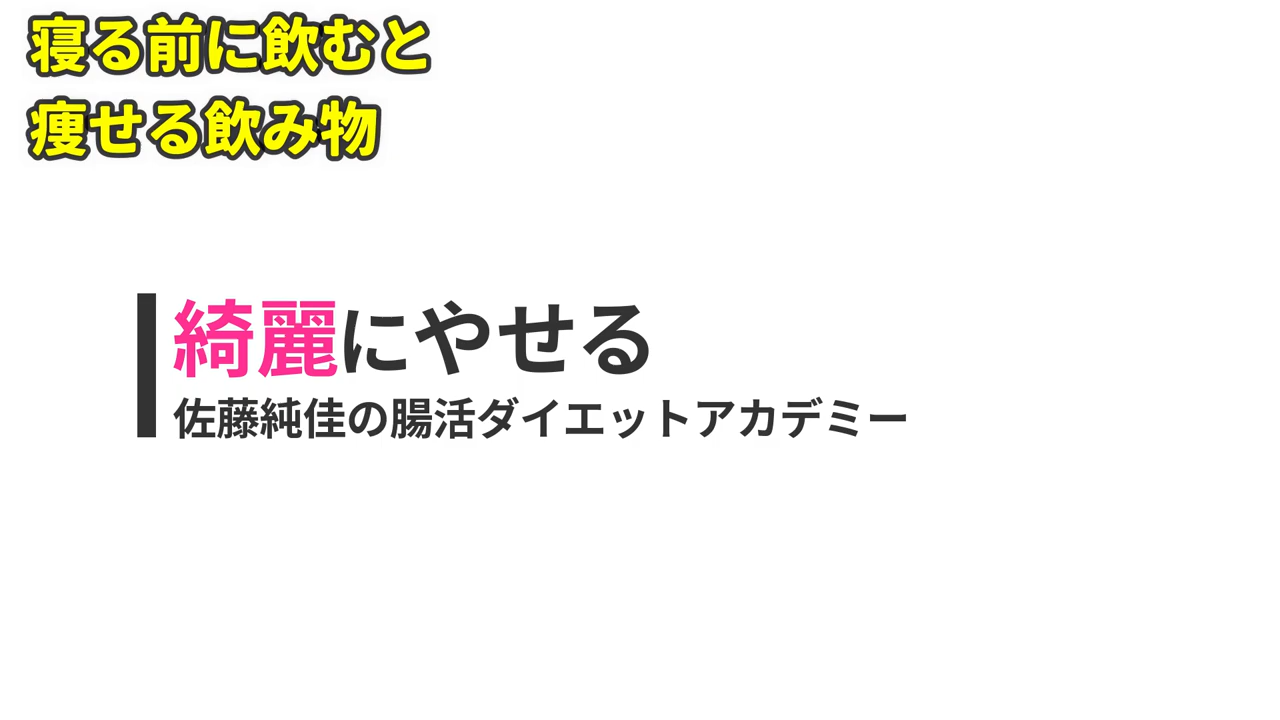 寝る前に飲むと
痩せる飲み物
綺麗にやせる
佐藤純佳の腸活ダイエットアカデミー